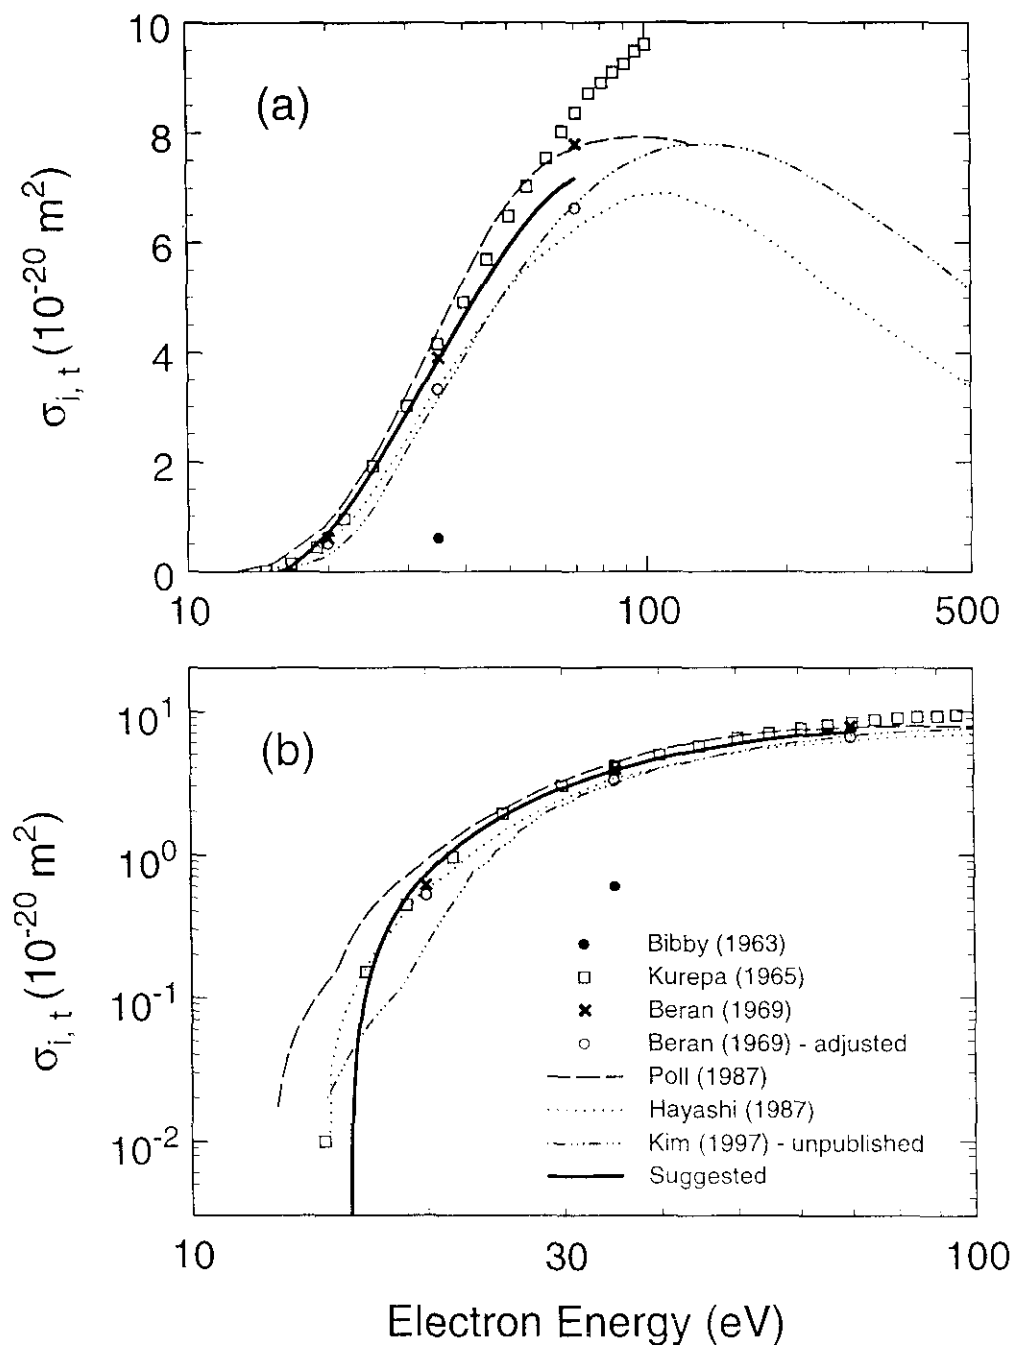 10
(a)
8
6
4
2
0
σi, t (10-20 m2)
10
100
500
101
(b)
100
10-1
10-2
σi, t (10-20 m2)
Bibby (1963)
Kurepa (1965)
Beran (1969)
Beran (1969) - adjusted
Poll (1987)
Hayashi (1987)
Kim (1997) - unpublished
Suggested
10
30
100
Electron Energy (eV)